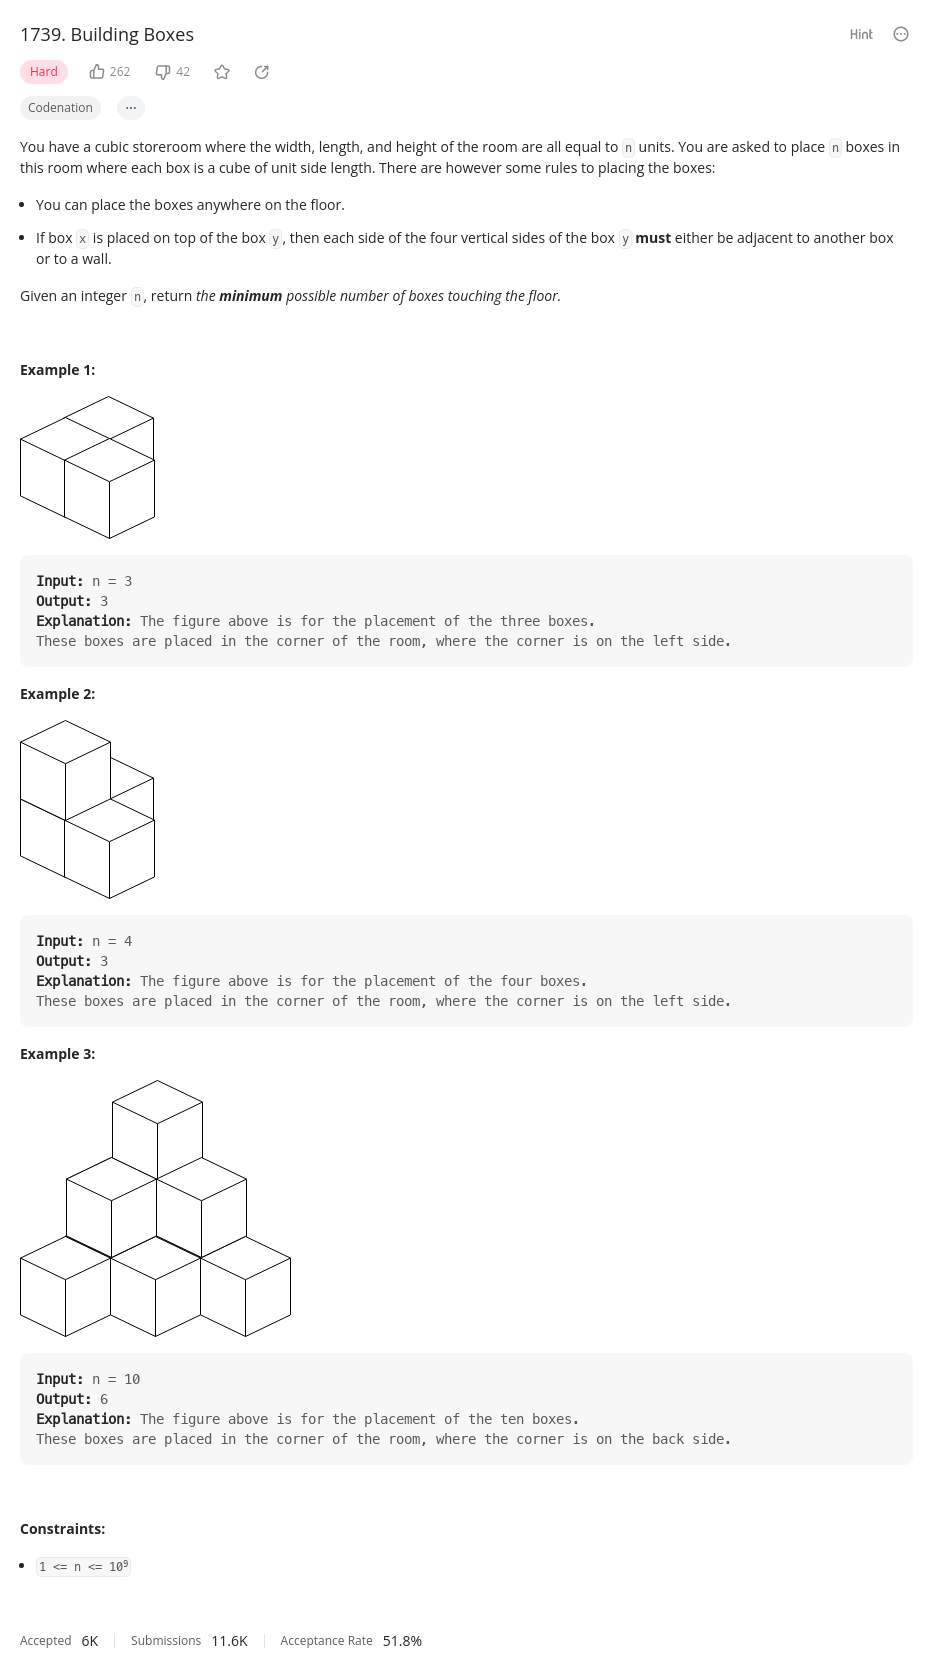 1739. Building Boxes
Hint
Hard
262
42
Codenation
...
You have a cubic storeroom where the width, length, and height of the room are all equal to n units. You are asked to place n boxes in
this room where each box is a cube of unit side length. There are however some rules to placing the boxes:
• You can place the boxes anywhere on the floor.
• If box x is placed on top of the box y, then each side of the four vertical sides of the box y must either be adjacent to another box
or to a wall.
Given an integer n, return the minimum possible number of boxes touching the floor.
Example 1:
Input: n = 3
Output: 3
Explanation: The figure above is for the placement of the three boxes.
These boxes are placed in the corner of the room, where the corner is on the left side.
Example 2:
Input: n = 4
Output: 3
Explanation: The figure above is for the placement of the four boxes.
These boxes are placed in the corner of the room, where the corner is on the left side.
Example 3:
Input: n = 10
Output: 6
Explanation: The figure above is for the placement of the ten boxes.
These boxes are placed in the corner of the room, where the corner is on the back side.
Constraints:
• 1 <= n <= 10⁹
Accepted 6K Submissions 11.6K Acceptance Rate 51.8%